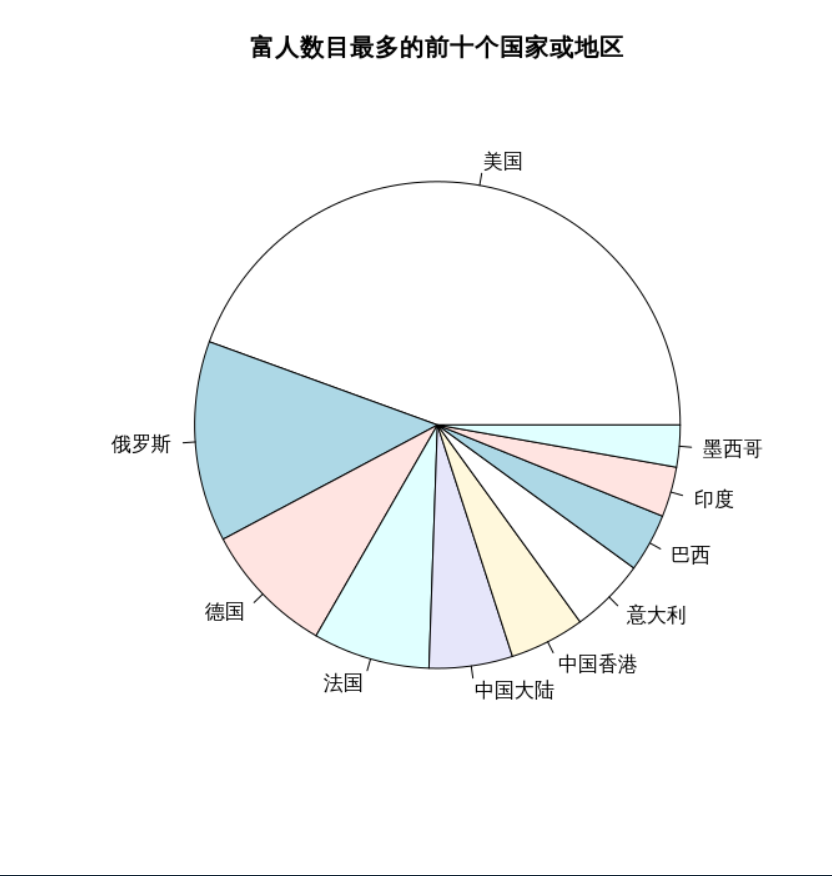 富人数目最多的前十个国家或地区
美国
俄罗斯
墨西哥
印度
巴西
德国
意大利
中国香港
法国
中国大陆